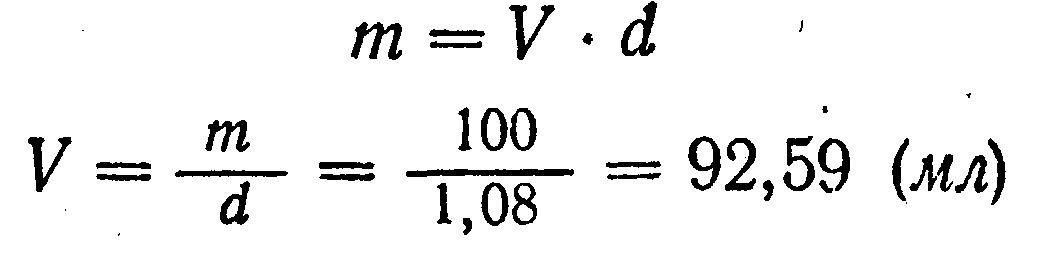 m = V · d
V = m/d = 100/1,08 = 92,59 (мл)